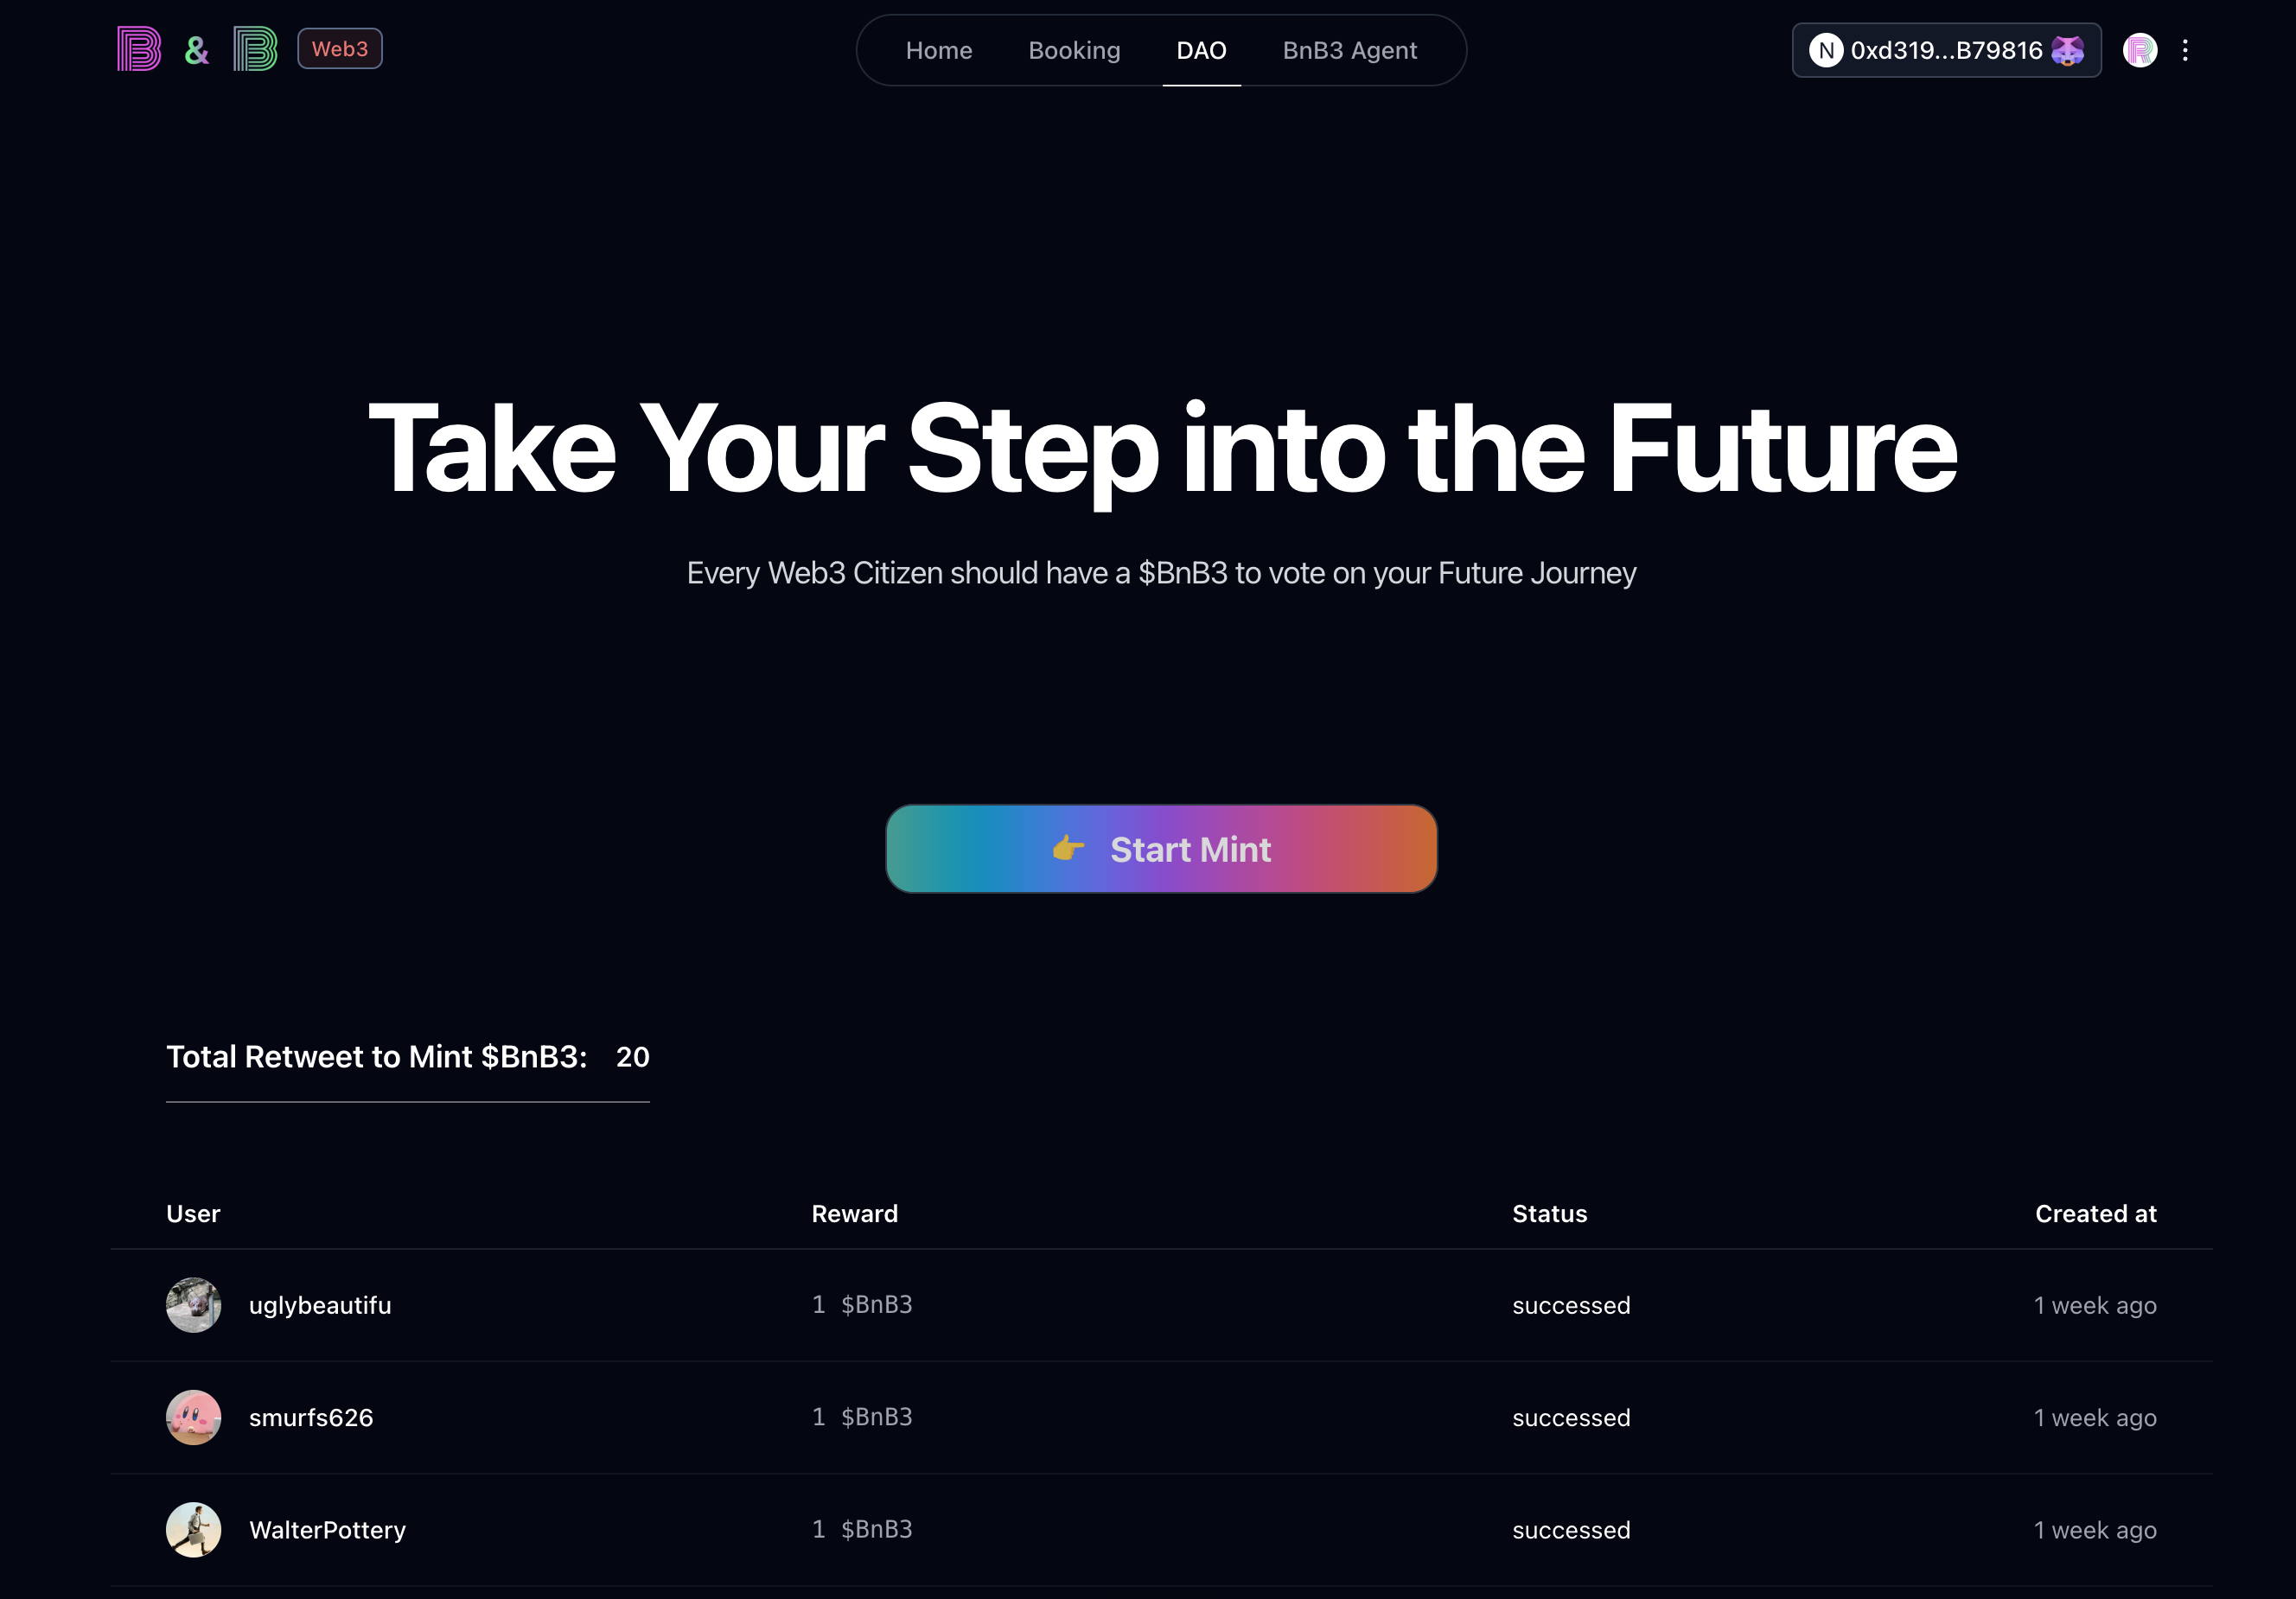 B & B Web3
Home Booking DAO BnB3 Agent
N 0xd319...B79816 R
Take Your Step into the Future
Every Web3 Citizen should have a $BnB3 to vote on your Future Journey
👉 Start Mint
Total Retweet to Mint $BnB3: 20
User Reward Status Created at
uglybeautifu 1 $BnB3 successed 1 week ago
smurfs626 1 $BnB3 successed 1 week ago
WalterPottery 1 $BnB3 successed 1 week ago